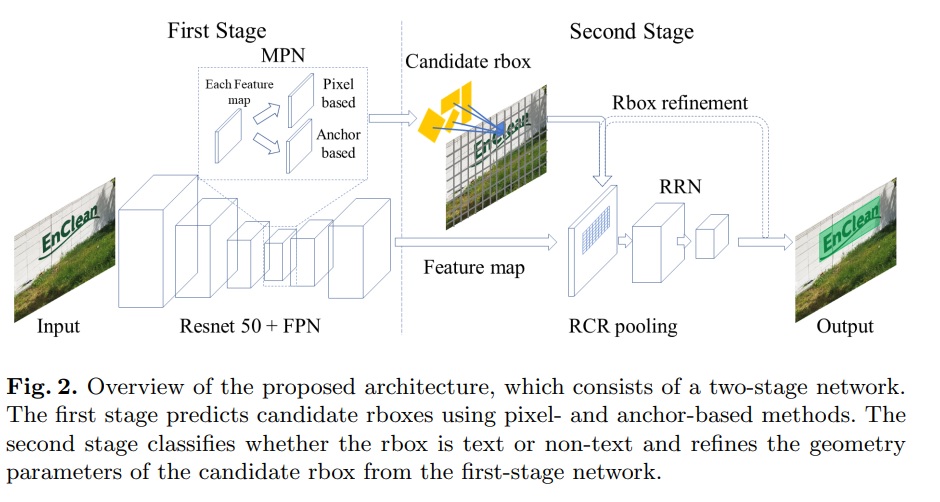 First Stage
Second Stage
MPN
Each Feature
map
Pixel
based
Anchor
based
Candidate rbox
EnClean
Rbox refinement
RRN
EnClean
EnClean
Feature map
Input
Resnet 50 + FPN
RCR pooling
Output
Fig. 2. Overview of the proposed architecture, which consists of a two-stage network.
The first stage predicts candidate rboxes using pixel- and anchor-based methods. The
second stage classifies whether the rbox is text or non-text and refines the geometry
parameters of the candidate rbox from the first-stage network.